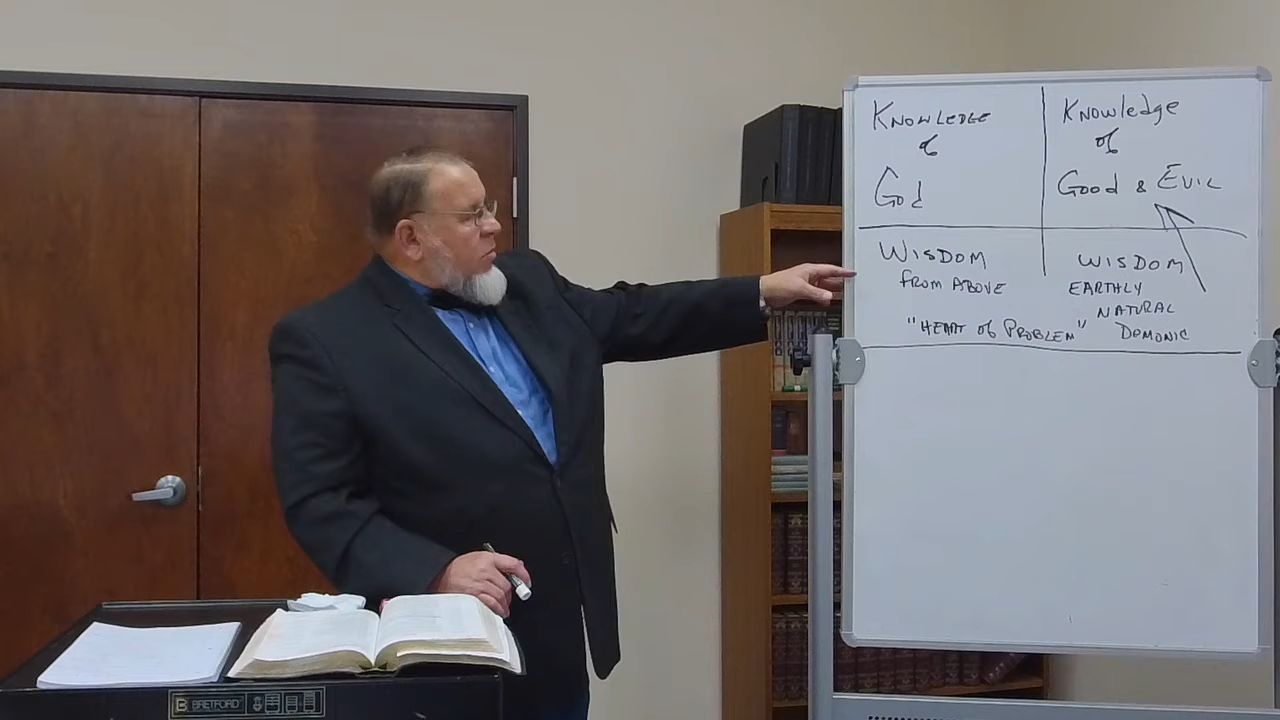 KNOWLEDGE
of
God
Knowledge
of
Good & EVIL
WISDOM
FROM ABOVE
WISDOM
EARTHLY
NATURAL
DEMONIC
"HEART OF PROBLEM"
BRETFORD